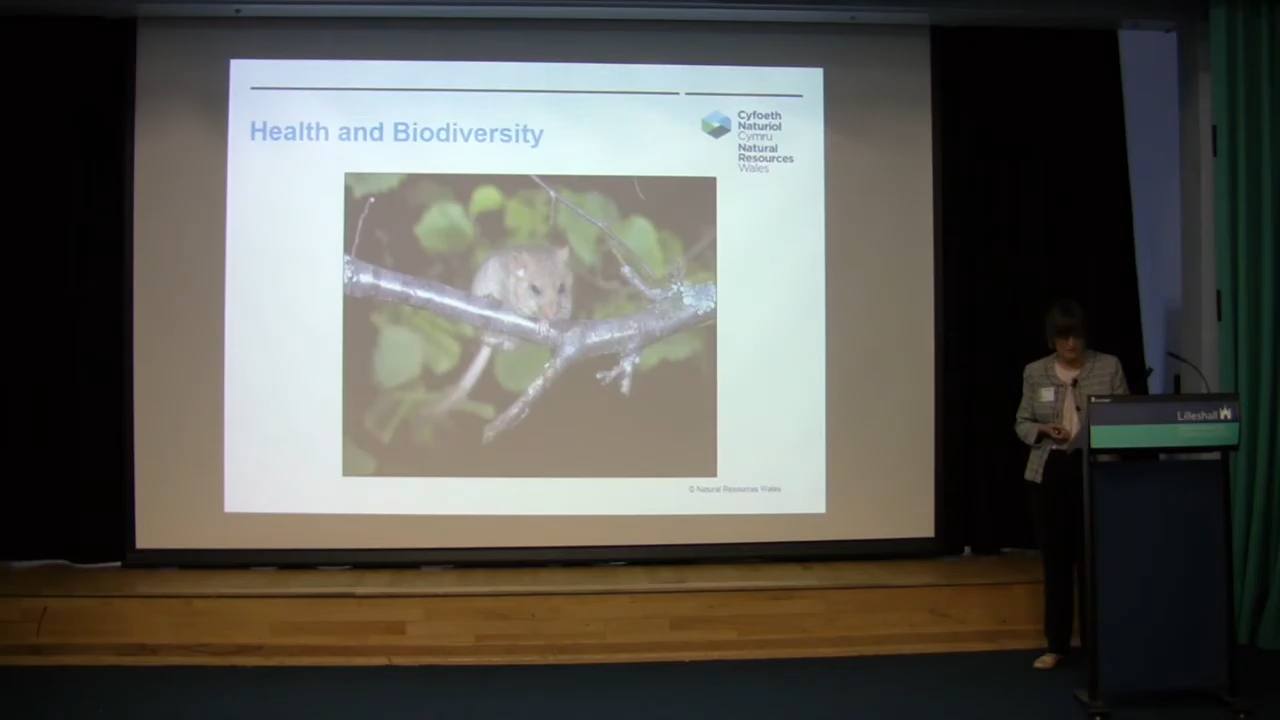 Health and Biodiversity
Cyfoeth
Naturiol
Cymru
Natural
Resources
Wales
© Natural Resources Wales
Lilleshall